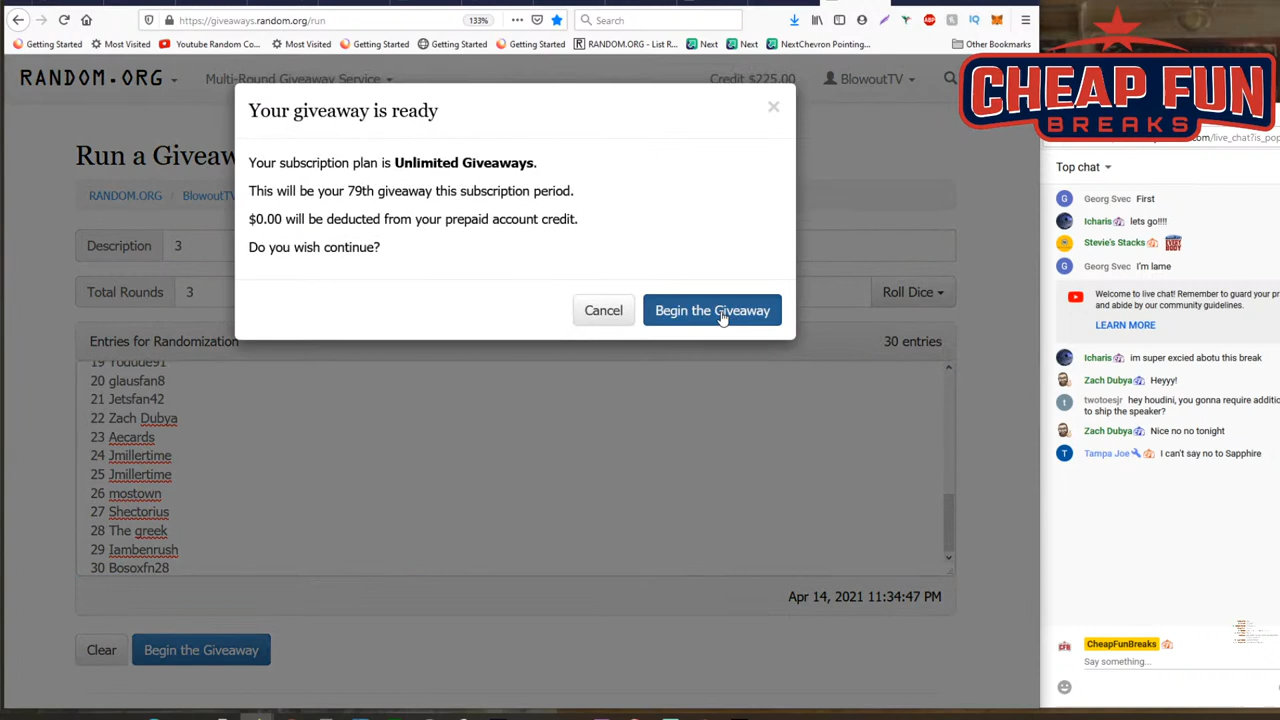 https://giveaways.random.org/run
133%
Search
Getting Started
Most Visited
Youtube Random Co...
Most Visited
Getting Started
Getting Started
Getting Started
RANDOM.ORG - List R...
Next
Next
NextChevron Pointing...
Other Bookmarks
RANDOM.ORG
Multi-Round Giveaway Service
Credit $225.00
BlowoutTV
CHEAP FUN
BREAKS
Your giveaway is ready
×
Your subscription plan is Unlimited Giveaways.
This will be your 79th giveaway this subscription period.
$0.00 will be deducted from your prepaid account credit.
Do you wish continue?
Cancel
Begin the Giveaway
Run a Giveaw
RANDOM.ORG
BlowoutTV
Description
3
Total Rounds
3
Roll Dice
Entries for Randomization
30 entries
19 Yodude91
20 glausfan8
21 Jetsfan42
22 Zach Dubya
23 Aecards
24 Jmillertime
25 Jmillertime
26 mostown
27 Shectorius
28 The greek
29 Iambenrush
30 Bosoxfn28
Apr 14, 2021 11:34:47 PM
Clear
Begin the Giveaway
com/live_chat?is_pop
Top chat
Georg Svec First
Icharis lets go!!!!
Stevie's Stacks
Georg Svec I'm lame
Welcome to live chat! Remember to guard your pr
and abide by our community guidelines.
LEARN MORE
Icharis im super excied abotu this break
Zach Dubya Heyyy!
twotoesjr hey houdini, you gonna require additio
to ship the speaker?
Zach Dubya Nice no no tonight
Tampa Joe I can't say no to Sapphire
CheapFunBreaks
Say something...